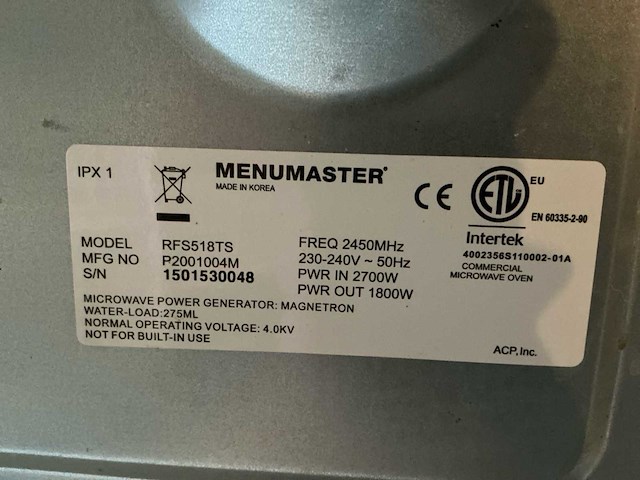 IPX 1
MENUMASTER®
MADE IN KOREA
CE
ETL EU
Intertek
EN 60335-2-90
4002356S110002-01A
COMMERCIAL
MICROWAVE OVEN
MODEL RFS518TS
MFG NO P2001004M
S/N 1501530048
FREQ 2450MHz
230-240V ~ 50Hz
PWR IN 2700W
PWR OUT 1800W
MICROWAVE POWER GENERATOR: MAGNETRON
WATER-LOAD:275ML
NORMAL OPERATING VOLTAGE: 4.0KV
NOT FOR BUILT-IN USE
ACP, Inc.